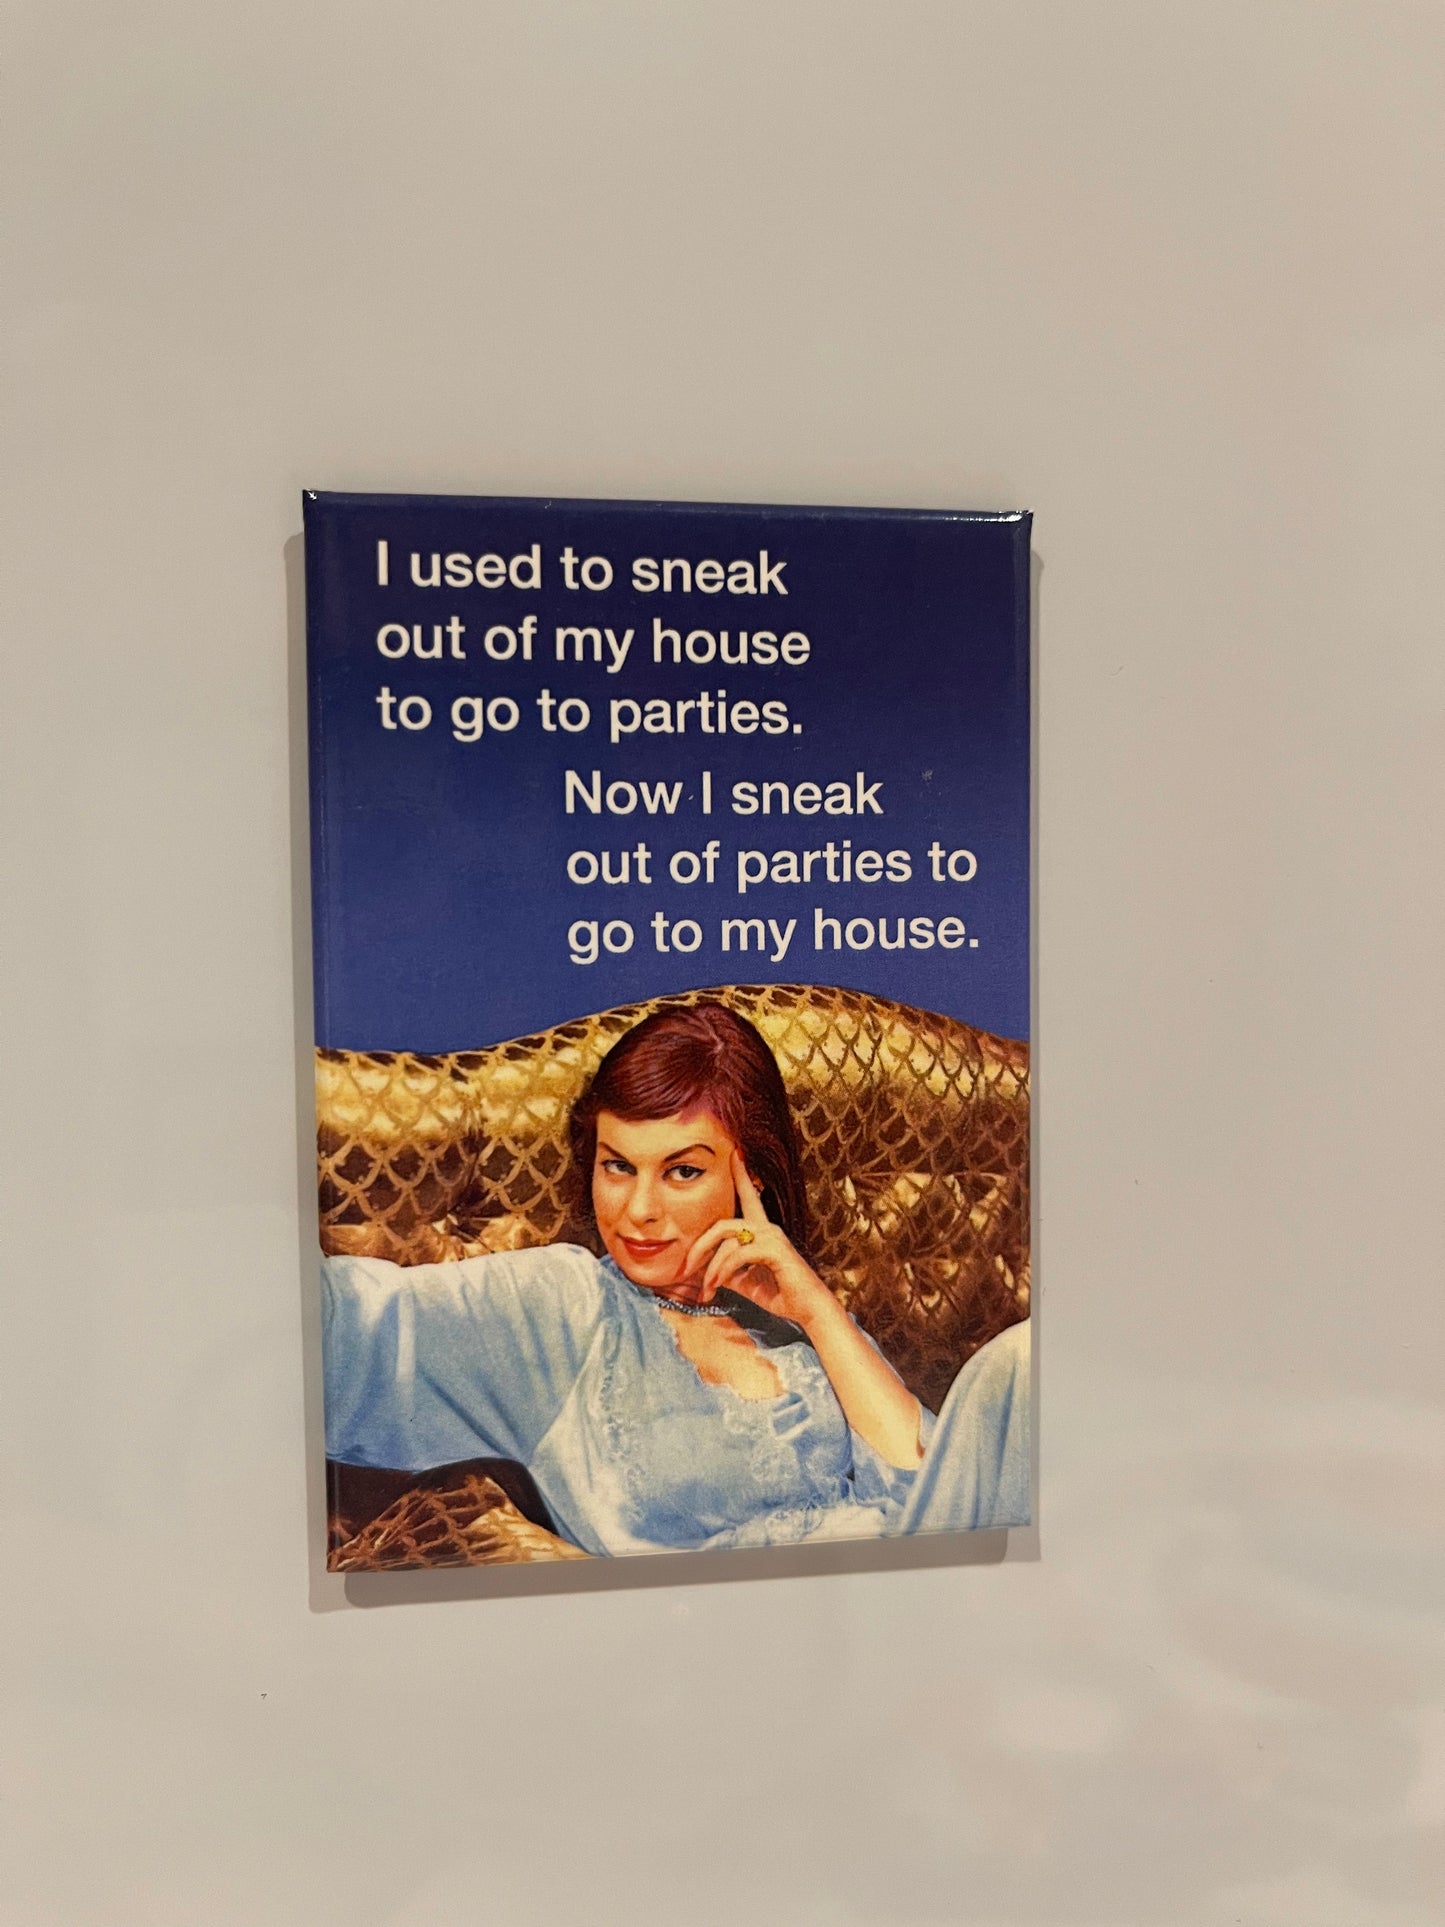 I used to sneak
out of my house
to go to parties.
Now I sneak
out of parties to
go to my house.